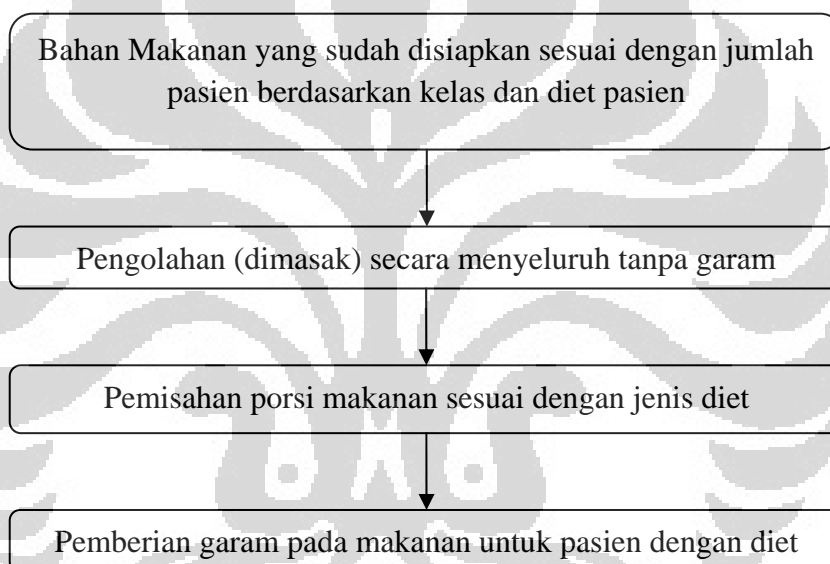 Bahan Makanan yang sudah disiapkan sesuai dengan jumlah
pasien berdasarkan kelas dan diet pasien
Pengolahan (dimasak) secara menyeluruh tanpa garam
Pemisahan porsi makanan sesuai dengan jenis diet
Pemberian garam pada makanan untuk pasien dengan diet